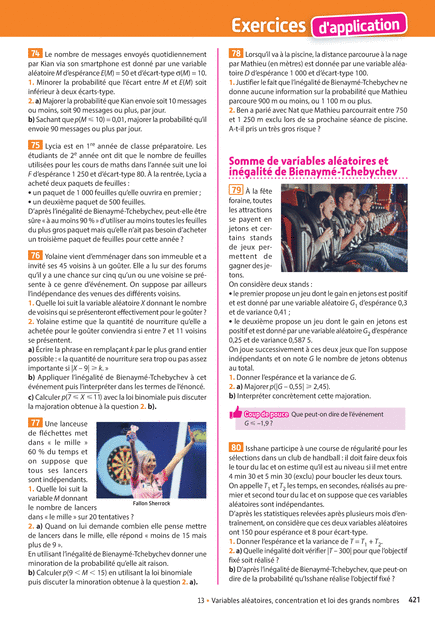 Exercices d'application
74 Le nombre de messages envoyés quotidiennement
par Kian via son smartphone est donné par une variable
aléatoire M d'espérance E(M) = 50 et d'écart-type σ(M) = 10.
1. Minorer la probabilité que l'écart entre M et E(M) soit
inférieur à deux écarts-type.
2. a) Majorer la probabilité que Kian envoie soit 10 messages
ou moins, soit 90 messages ou plus, par jour.
b) Sachant que p(M ⩽ 10) = 0,01, majorer la probabilité qu'il
envoie 90 messages ou plus par jour.
75 Lycia est en 1re année de classe préparatoire. Les
étudiants de 2e année ont dit que le nombre de feuilles
utilisées pour les cours de maths dans l'année suit une loi
F d'espérance 1 250 et d'écart-type 80. À la rentrée, Lycia a
acheté deux paquets de feuilles :
• un paquet de 1 000 feuilles qu'elle ouvrira en premier ;
• un deuxième paquet de 500 feuilles.
D'après l'inégalité de Bienaymé-Tchebychev, peut-elle être
sûre « à au moins 90 % » d'utiliser au moins toutes les feuilles
du plus gros paquet mais qu'elle n'ait pas besoin d'acheter
un troisième paquet de feuilles pour cette année ?
76 Yolaine vient d'emménager dans son immeuble et a
invité ses 45 voisins à un goûter. Elle a lu sur des forums
qu'il y a une chance sur cinq qu'un ou une voisine se pré-
sente à ce genre d'événement. On suppose par ailleurs
l'indépendance des venues des différents voisins.
1. Quelle loi suit la variable aléatoire X donnant le nombre
de voisins qui se présenteront effectivement pour le goûter ?
2. Yolaine estime que la quantité de nourriture qu'elle a
achetée pour le goûter conviendra si entre 7 et 11 voisins
se présentent.
a) Écrire la phrase en remplaçant k par le plus grand entier
possible : « la quantité de nourriture sera trop ou pas assez
importante si |X – 9| ⩾ k. »
b) Appliquer l'inégalité de Bienaymé-Tchebychev à cet
événement puis l'interpréter dans les termes de l'énoncé.
c) Calculer p(7 ⩽ X ⩽ 11) avec la loi binomiale puis discuter
la majoration obtenue à la question 2. b).
77 Une lanceuse
de fléchettes met
dans « le mille »
60 % du temps et
on suppose que
tous ses lancers
sont indépendants.
1. Quelle loi suit la
variable M donnant
le nombre de lancers
dans « le mille » sur 20 tentatives ?
Fallon Sherrock
2. a) Quand on lui demande combien elle pense mettre
de lancers dans le mille, elle répond « moins de 15 mais
plus de 9 ».
En utilisant l'inégalité de Bienaymé-Tchebychev donner une
minoration de la probabilité qu'elle ait raison.
b) Calculer p(9 < M < 15) en utilisant la loi binomiale
puis discuter la minoration obtenue à la question 2. a).
78 Lorsqu'il va à la piscine, la distance parcourue à la nage
par Mathieu (en mètres) est donnée par une variable aléa-
toire D d'espérance 1 000 et d'écart-type 100.
1. Justifier le fait que l'inégalité de Bienaymé-Tchebychev ne
donne aucune information sur la probabilité que Mathieu
parcoure 900 m ou moins, ou 1 100 m ou plus.
2. Ben a parié avec Nat que Mathieu parcourrait entre 750
et 1 250 m exclu lors de sa prochaine séance de piscine.
A-t-il pris un très gros risque ?
Somme de variables aléatoires et
inégalité de Bienaymé-Tchebychev
79 À la fête
foraine, toutes
les attractions
se payent en
jetons et cer-
tains stands
de jeux per-
mettent de
gagner des je-
tons.
On considère deux stands :
• le premier propose un jeu dont le gain en jetons est positif
et est donné par une variable aléatoire G1 d'espérance 0,3
et de variance 0,41 ;
• le deuxième propose un jeu dont le gain en jetons est
positif et est donné par une variable aléatoire G2 d'espérance
0,25 et de variance 0,587 5.
On joue successivement à ces deux jeux que l'on suppose
indépendants et on note G le nombre de jetons obtenus
au total.
1. Donner l'espérance et la variance de G.
2. a) Majorer p(|G – 0,55| ⩾ 2,45).
b) Interpréter concrètement cette majoration.
Coup de pouce Que peut-on dire de l'événement
G ⩽ –1,9 ?
80 Isshane participe à une course de régularité pour les
sélections dans un club de handball : il doit faire deux fois
le tour du lac et on estime qu'il est au niveau si il met entre
4 min 30 et 5 min 30 (exclu) pour boucler les deux tours.
On appelle T1 et T2 les temps, en secondes, réalisés au pre-
mier et second tour du lac et on suppose que ces variables
aléatoires sont indépendantes.
D'après les statistiques relevées après plusieurs mois d'en-
traînement, on considère que ces deux variables aléatoires
ont 150 pour espérance et 8 pour écart-type.
1. Donner l'espérance et la variance de T = T1 + T2.
2. a) Quelle inégalité doit vérifier |T – 300| pour que l'objectif
fixé soit réalisé ?
b) D'après l'inégalité de Bienaymé-Tchebychev, que peut-on
dire de la probabilité qu'Isshane réalise l'objectif fixé ?
13 • Variables aléatoires, concentration et loi des grands nombres 421